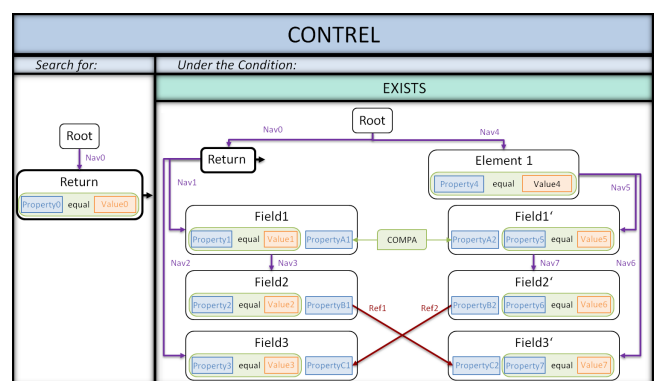 CONTREL
Search for:
Under the Condition:
EXISTS
Root
Nav0
Return
Property0 equal Value0
Root
Nav0
Nav4
Return
Element 1
Property4 equal Value4
Nav1
Nav5
Field1
Property1 equal Value1 PropertyA1
COMPA
Field1‘
PropertyA2 Property5 equal Value5
Nav2
Nav3
Nav7
Nav6
Field2
Property2 equal Value2 PropertyB1
Ref1
Ref2
Field2‘
PropertyB2 Property6 equal Value6
Field3
Property3 equal Value3 PropertyC1
Field3‘
PropertyC2 Property7 equal Value7